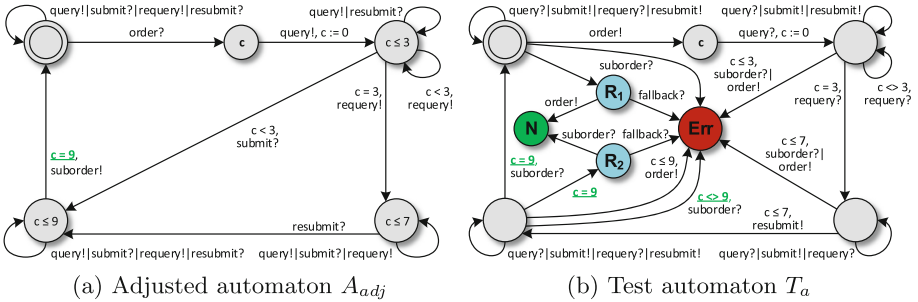 query!|submit?|requery!|resubmit?
query!|resubmit?
order?
c
query!, c := 0
c ≤ 3
c = 3,
requery!
c < 3,
requery!
c < 3,
submit?
c = 9,
suborder!
c ≤ 9
resubmit?
c ≤ 7
query!|submit?|requery!|resubmit?
query!|submit?|requery!
(a) Adjusted automaton A_adj
query?|submit!|requery?|resubmit!
query?|resubmit!
order!
c
query?, c := 0
suborder?
c ≤ 3,
suborder?|
order!
c = 3,
requery?
c <> 3,
requery?
R1
fallback?
order!
N
Err
suborder?
fallback?
R2
c ≤ 9,
order!
c = 9,
suborder?
c = 9
c <> 9,
suborder?
c ≤ 7,
suborder?|
order!
c ≤ 7,
resubmit!
query?|submit!|requery?|resubmit!
query?|submit!|requery?
(b) Test automaton T_a